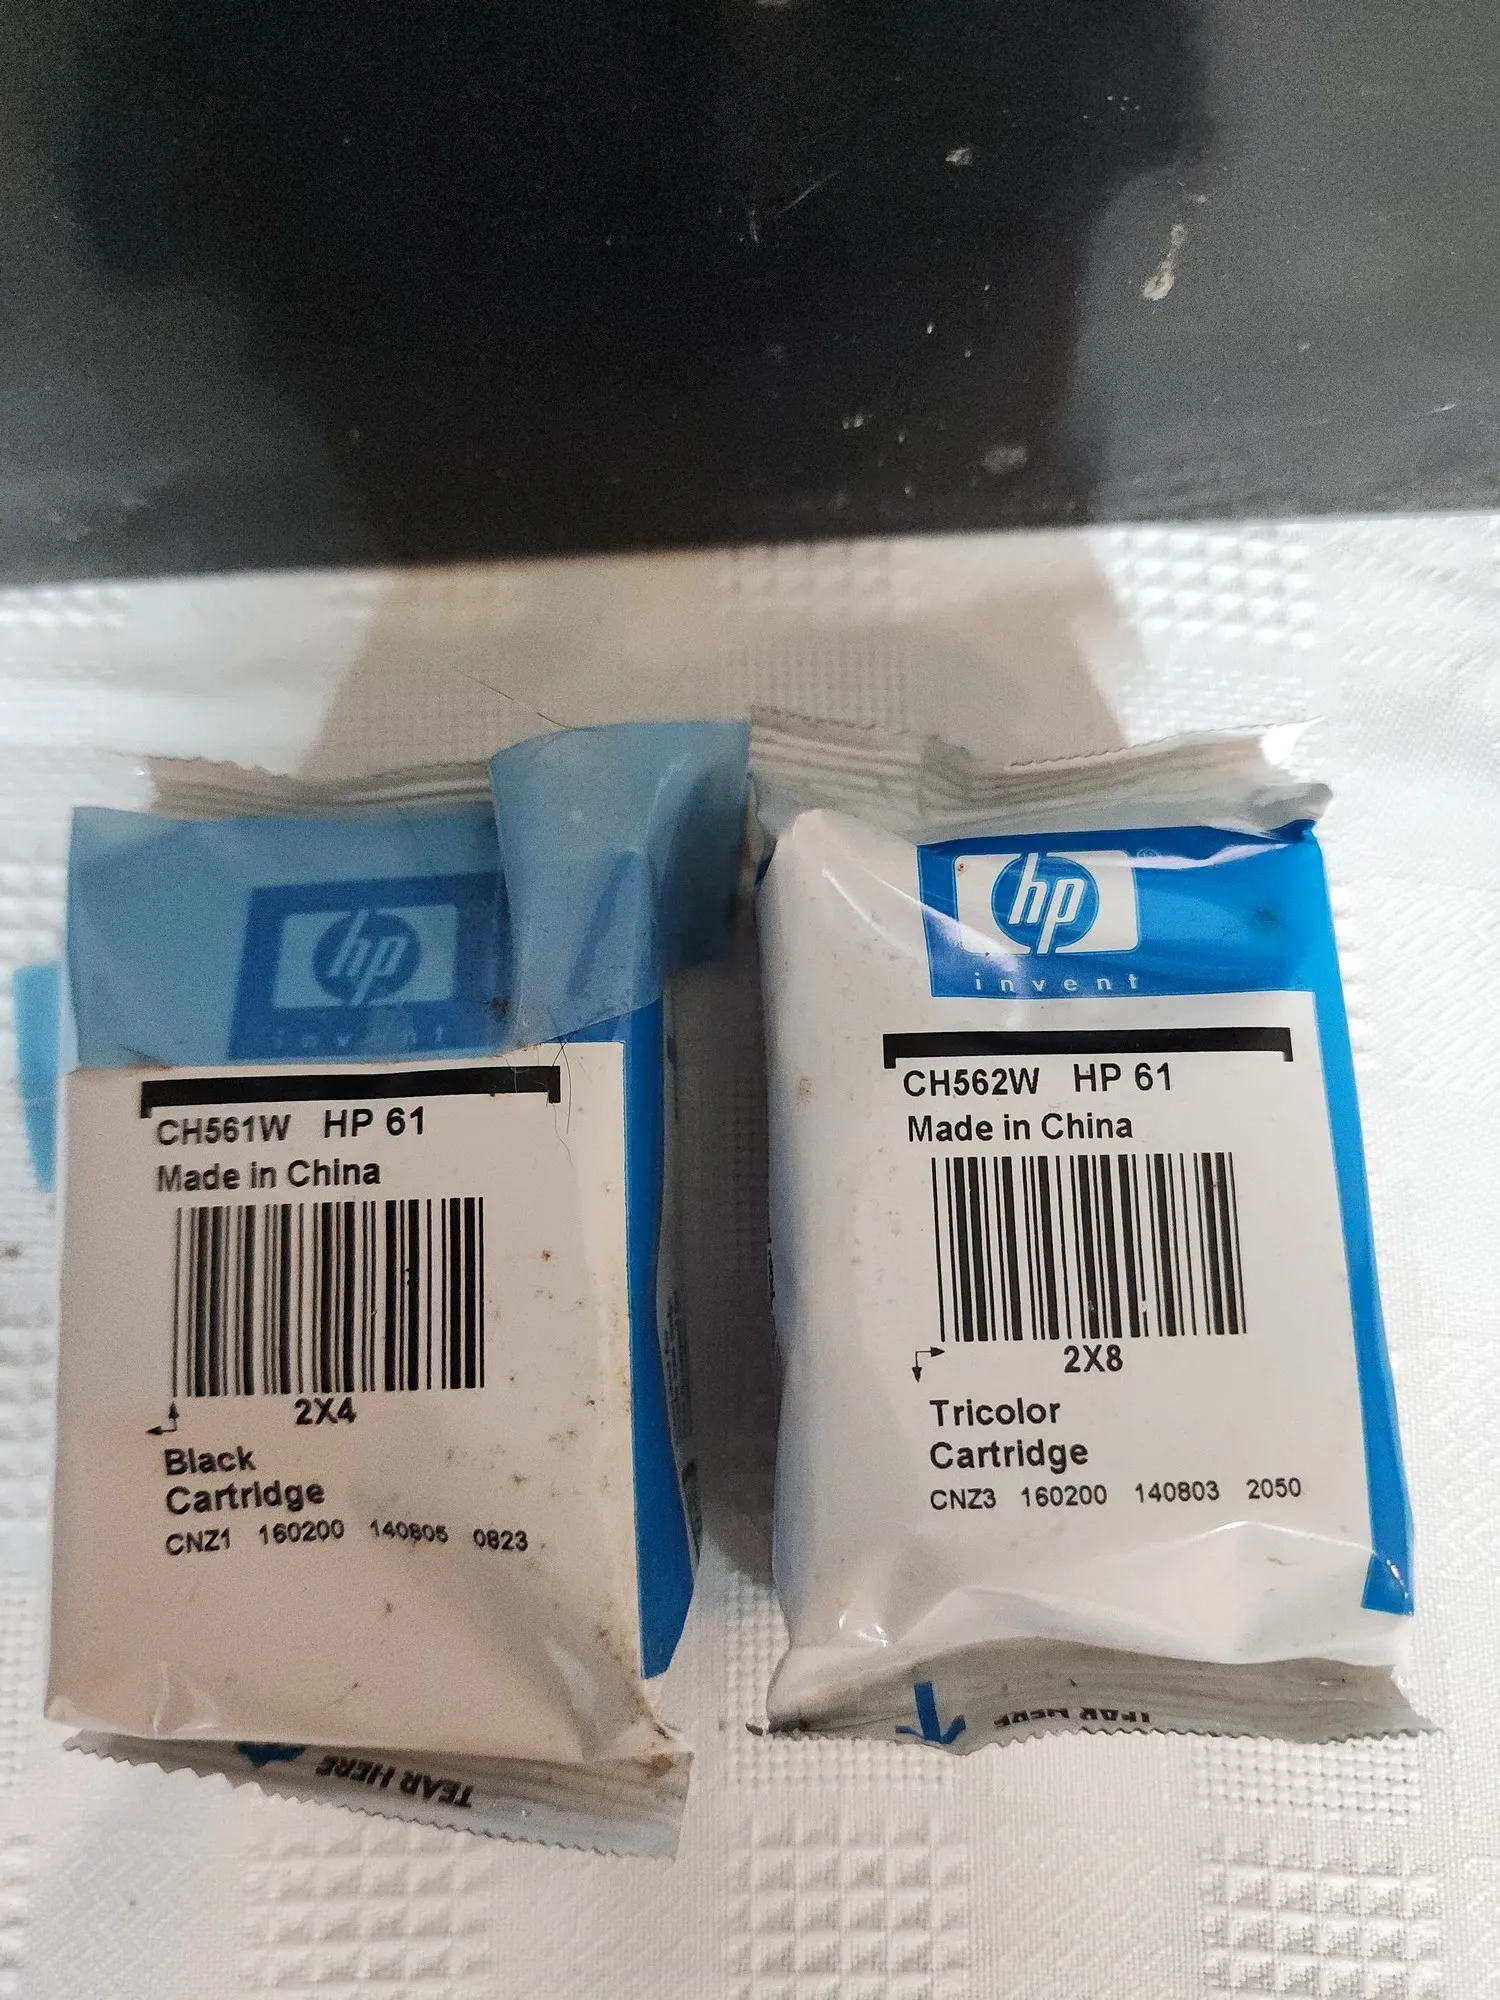 hp
invent
CH561W HP 61
Made in China
2X4
Black
Cartridge
CNZ1 160200 140805 0823
TEAR HERE
hp
invent
CH562W HP 61
Made in China
2X8
Tricolor
Cartridge
CNZ3 160200 140803 2050
TEAR HERE